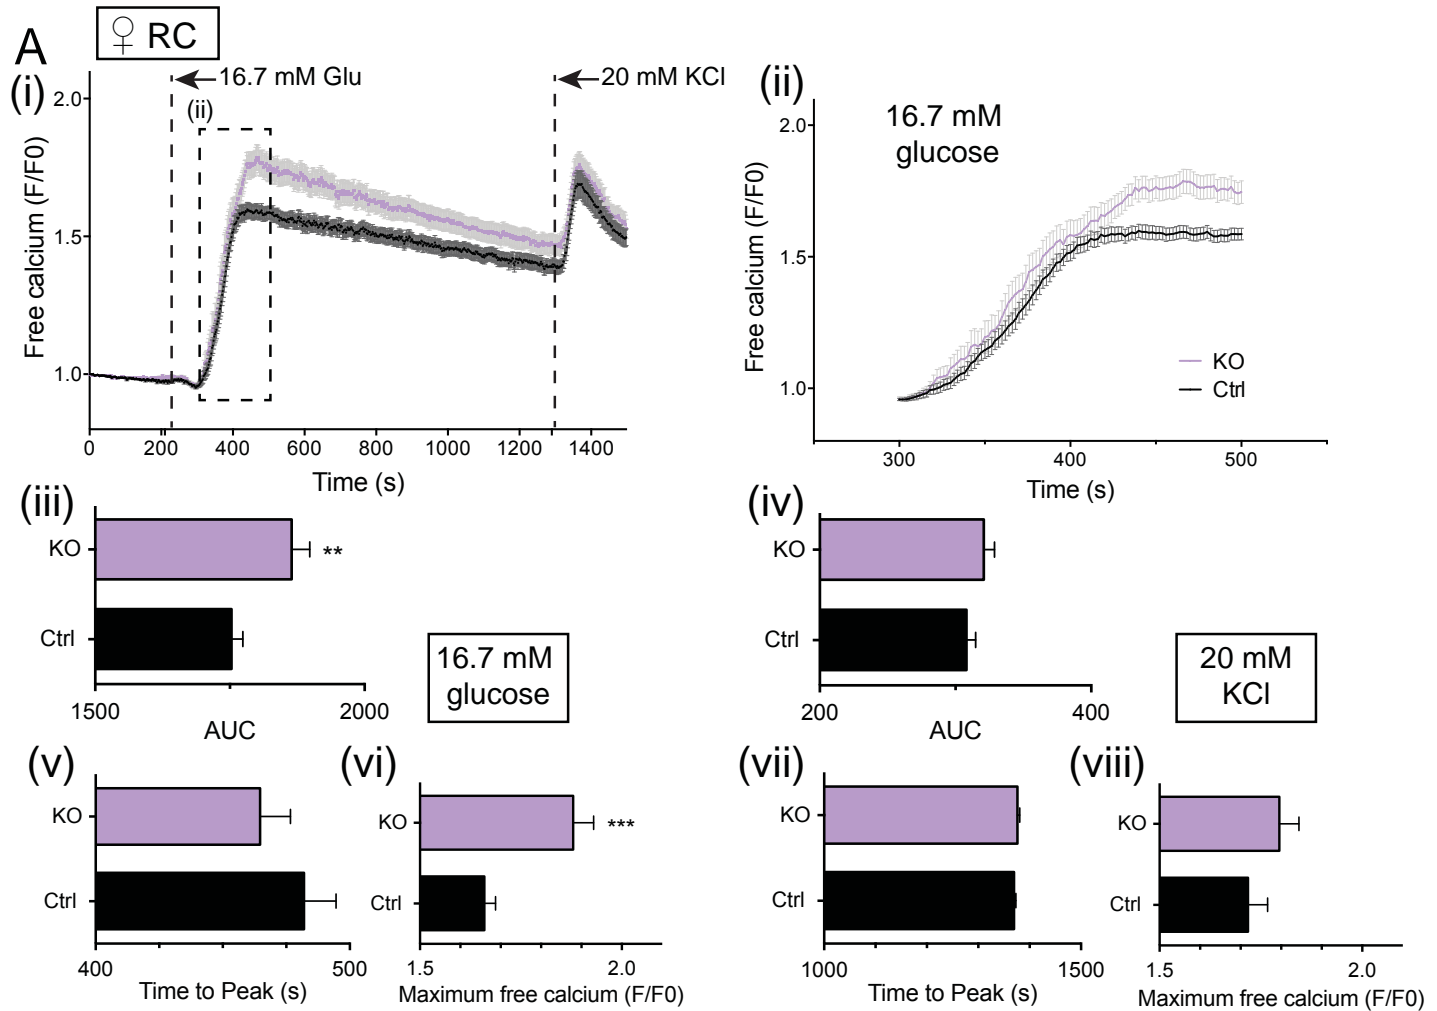 A
♀ RC
(i)
16.7 mM Glu
20 mM KCl
(ii)
2.0
1.5
1.0
Free calcium (F/F0)
0 200 400 600 800 1000 1200 1400
Time (s)
(ii)
16.7 mM
glucose
2.0
1.5
1.0
Free calcium (F/F0)
KO
Ctrl
300 400 500
Time (s)
(iii)
KO
**
Ctrl
1500 2000
AUC
16.7 mM
glucose
(iv)
KO
Ctrl
200 400
AUC
20 mM
KCl
(v)
KO
Ctrl
400 500
Time to Peak (s)
(vi)
KO
***
Ctrl
1.5 2.0
Maximum free calcium (F/F0)
(vii)
KO
Ctrl
1000 1500
Time to Peak (s)
(viii)
KO
Ctrl
1.5 2.0
Maximum free calcium (F/F0)